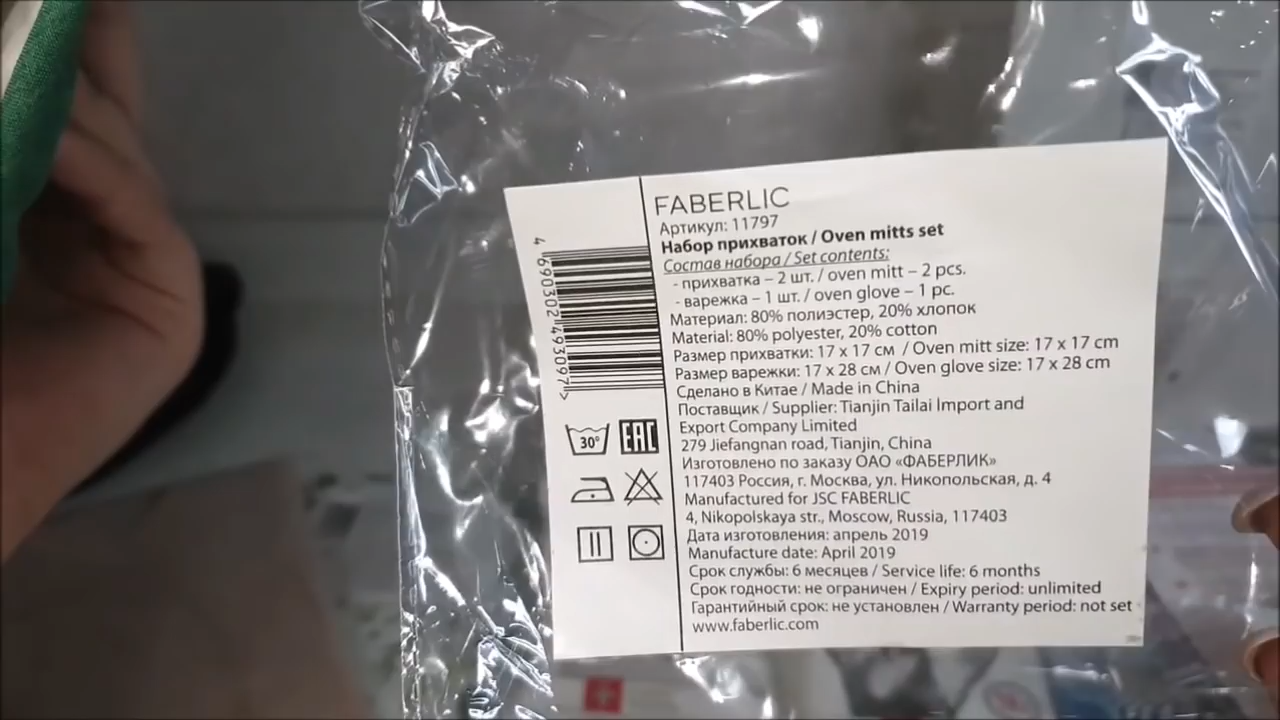 FABERLIC
Артикул: 11797
Набор прихваток / Oven mitts set
Состав набора / Set contents:
- прихватка – 2 шт. / oven mitt – 2 pcs.
- варежка – 1 шт. / oven glove – 1 pc.
Материал: 80% полиэстер, 20% хлопок
Material: 80% polyester, 20% cotton
Размер прихватки: 17 x 17 см / Oven mitt size: 17 x 17 cm
Размер варежки: 17 x 28 см / Oven glove size: 17 x 28 cm
Сделано в Китае / Made in China
Поставщик / Supplier: Tianjin Tailai Import and
Export Company Limited
279 Jiefangnan road, Tianjin, China
Изготовлено по заказу ОАО «ФАБЕРЛИК»
117403 Россия, г. Москва, ул. Никопольская, д. 4
Manufactured for JSC FABERLIC
4, Nikopolskaya str., Moscow, Russia, 117403
Дата изготовления: апрель 2019
Manufacture date: April 2019
Срок службы: 6 месяцев / Service life: 6 months
Срок годности: не ограничен / Expiry period: unlimited
Гарантийный срок: не установлен / Warranty period: not set
www.faberlic.com
4 690302 493097 >
30°
EAC